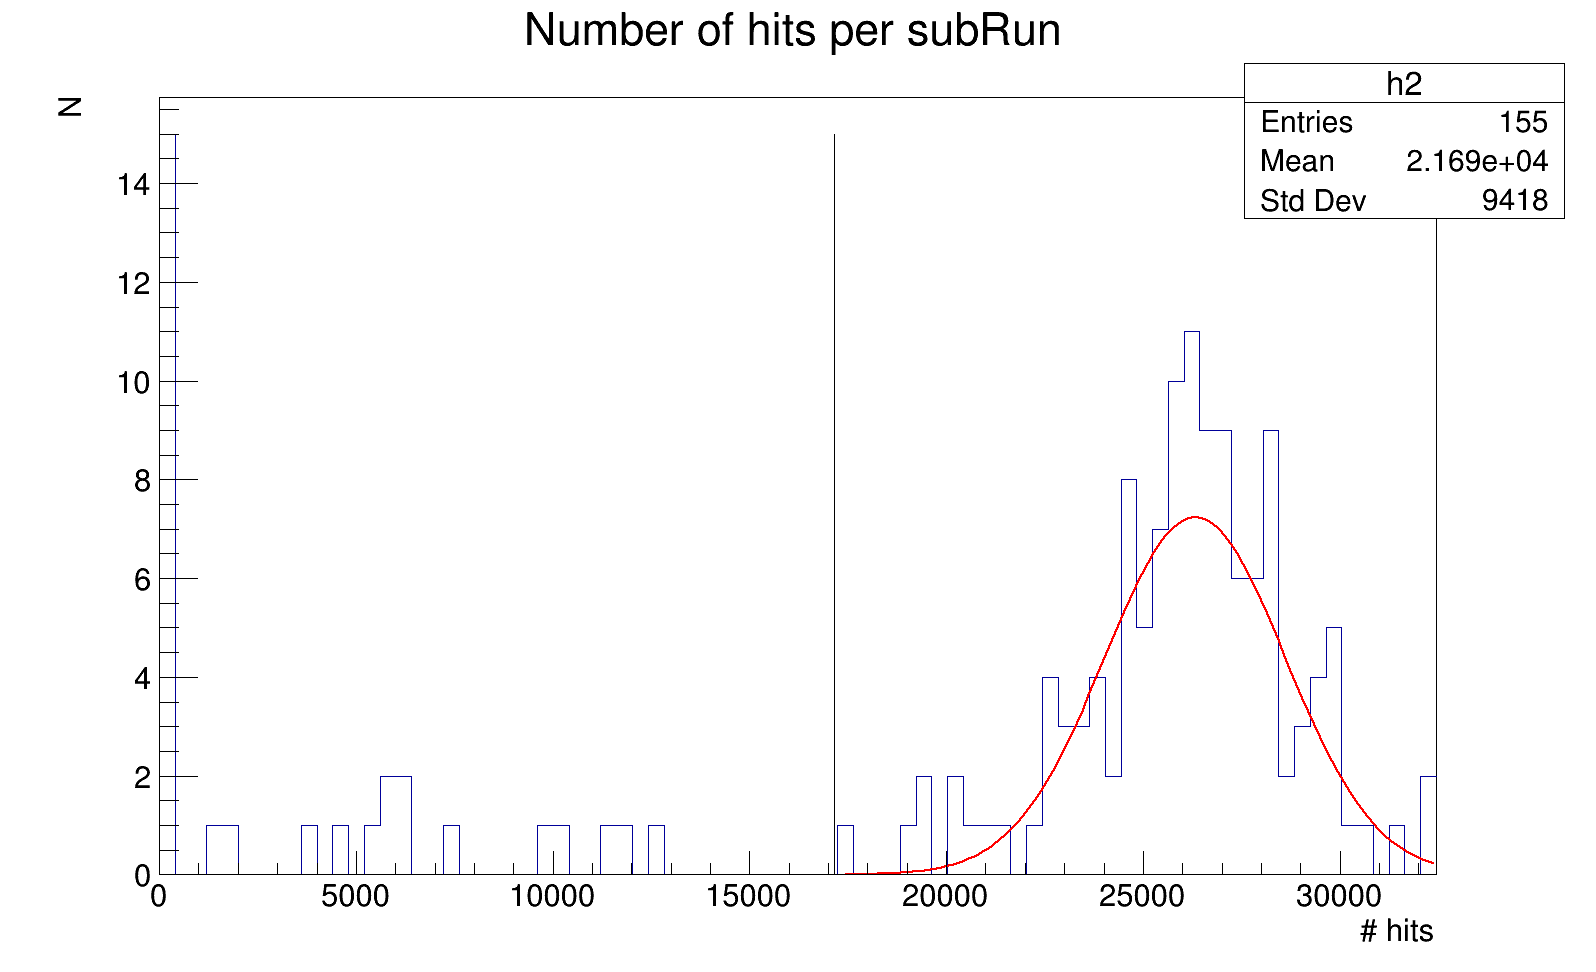 Number of hits per subRun
h2
Entries 155
Mean 2.169e+04
Std Dev 9418
N
14
12
10
8
6
4
2
0
0 5000 10000 15000 20000 25000 30000
# hits